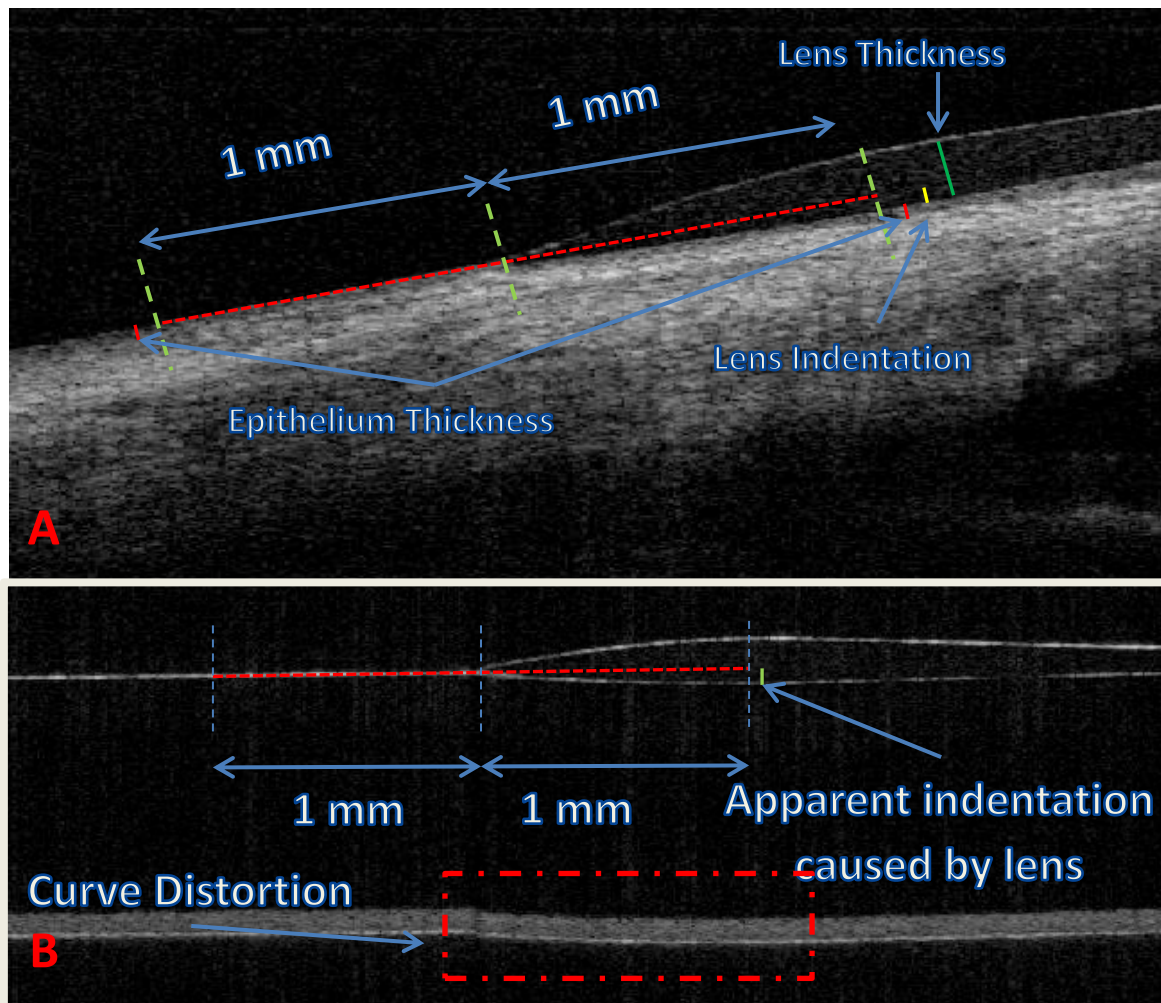 Lens Thickness
1 mm
1 mm
Lens Indentation
Epithelium Thickness
A
1 mm
1 mm
Apparent indentation
caused by lens
Curve Distortion
B